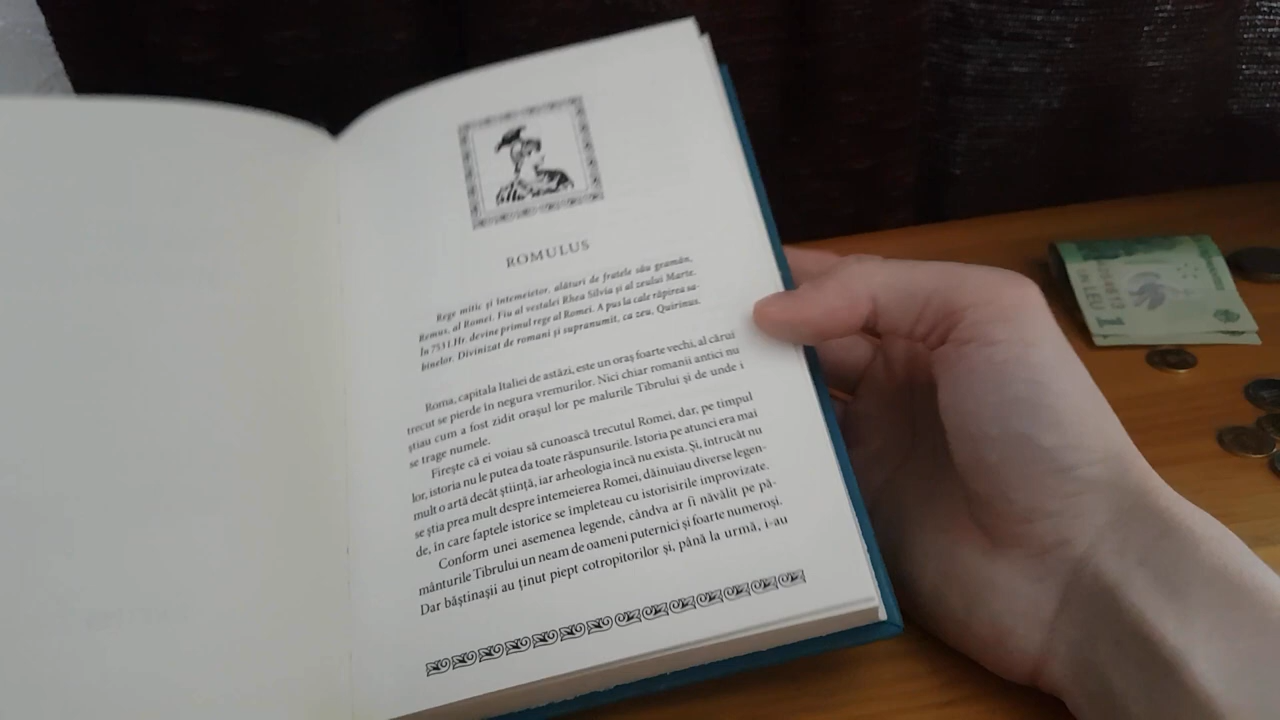 ROMULUS
Rege mitic și întemeietor, alături de fratele său geamăn,
Remus, al Romei. Fiu al vestalei Rhea Silvia și al zeului Marte.
În 753 î.Hr. devine primul rege al Romei. A pus la cale răpirea sa-
binelor. Divinizat de romani și supranumit, ca zeu, Quirinus.
Roma, capitala Italiei de astăzi, este un oraș foarte vechi, al cărui
trecut se pierde în negura vremurilor. Nici chiar romanii antici nu
știau cum a fost zidit orașul lor pe malurile Tibrului și de unde i
se trage numele.
Firește că ei voiau să cunoască trecutul Romei, dar, pe timpul
lor, istoria nu le putea da toate răspunsurile. Istoria pe atunci era mai
mult o artă decât știință, iar arheologia încă nu exista. Și, întrucât nu
se știa prea mult despre întemeierea Romei, dăinuiau diverse legen-
de, în care faptele istorice se împleteau cu istorisirile improvizate.
Conform unei asemenea legende, cândva ar fi năvălit pe pă-
mânturile Tibrului un neam de oameni puternici și foarte numeroși.
Dar băștinașii au ținut piept cotropitorilor și, până la urmă, i-au
UN LEU
1